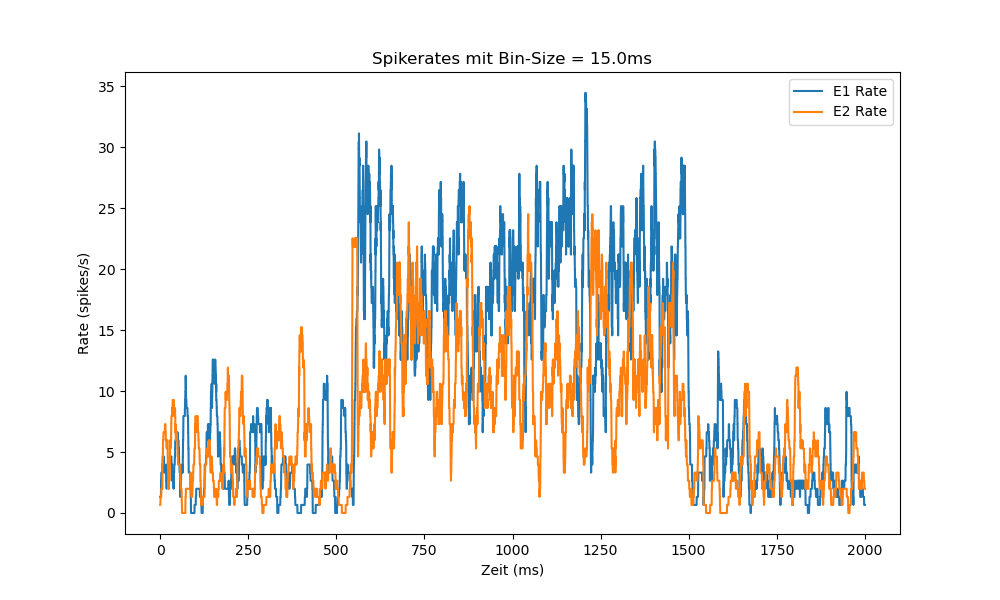 Spikerates mit Bin-Size = 15.0ms
E1 Rate
E2 Rate
Rate (spikes/s)
35
30
25
20
15
10
5
0
0 250 500 750 1000 1250 1500 1750 2000
Zeit (ms)